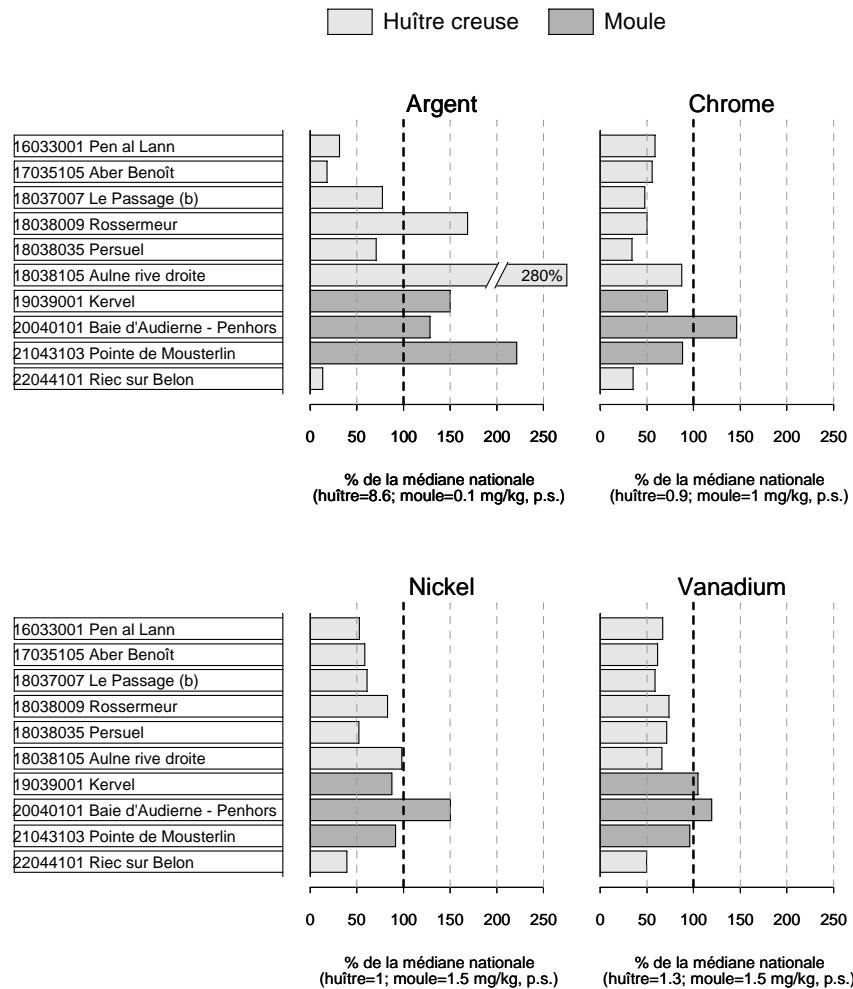 Huître creuse Moule
Argent Chrome
16033001 Pen al Lann
17035105 Aber Benoît
18037007 Le Passage (b)
18038009 Rossermeur
18038035 Persuel
18038105 Aulne rive droite 280%
19039001 Kervel
20040101 Baie d'Audierne - Penhors
21043103 Pointe de Mousterlin
22044101 Riec sur Belon
0 50 100 150 200 250 0 50 100 150 200 250
% de la médiane nationale % de la médiane nationale
(huître=8.6; moule=0.1 mg/kg, p.s.) (huître=0.9; moule=1 mg/kg, p.s.)
Nickel Vanadium
16033001 Pen al Lann
17035105 Aber Benoît
18037007 Le Passage (b)
18038009 Rossermeur
18038035 Persuel
18038105 Aulne rive droite
19039001 Kervel
20040101 Baie d'Audierne - Penhors
21043103 Pointe de Mousterlin
22044101 Riec sur Belon
0 50 100 150 200 250 0 50 100 150 200 250
% de la médiane nationale % de la médiane nationale
(huître=1; moule=1.5 mg/kg, p.s.) (huître=1.3; moule=1.5 mg/kg, p.s.)